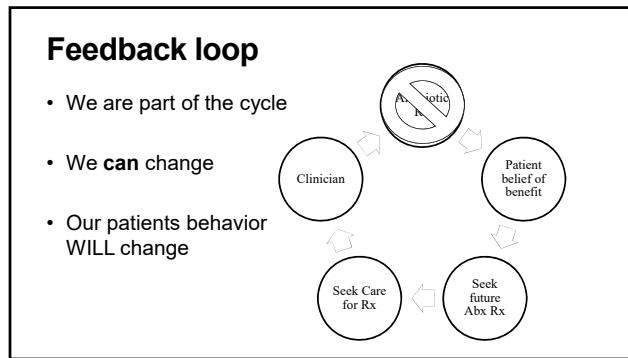 Feedback loop
• We are part of the cycle
• We can change
• Our patients behavior
WILL change
Clinician
Patient
belief of
benefit
Seek
future
Abx Rx
Seek Care
for Rx